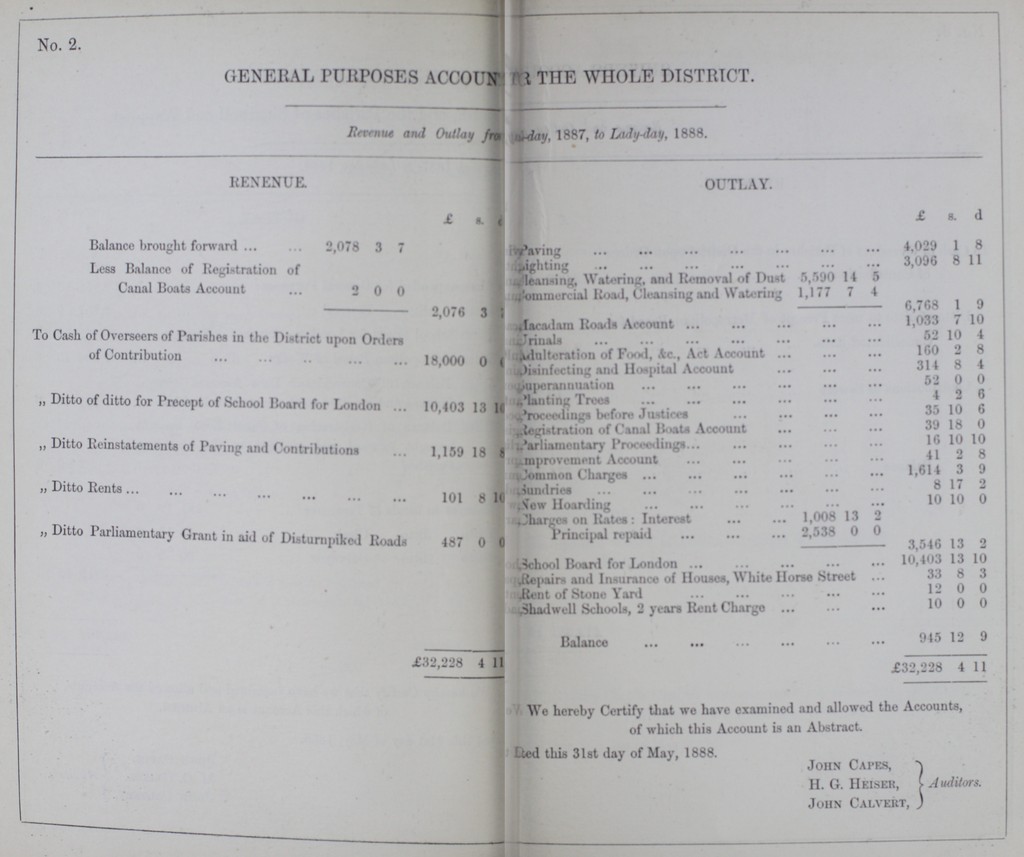 No. 2.
GENERAL PURPOSES ACCOUN R THE WHOLE DISTRICT.
Revenue and Outlay fro -day, 1887, to Lady-day, 1888.
RENENUE.
£ s.
Balance brought forward ... ... 2,078 3 7
Less Balance of Registration of
Canal Boats Account ... 2 0 0
2,076 3
To Cash of Overseers of Parishes in the District upon Orders
of Contribution ... ... ... ... ... 18,000 0
„ Ditto of ditto for Precept of School Board for London ... 10,403 13 10
„ Ditto Reinstatements of Paving and Contributions ... 1,159 18 8
„ Ditto Rents ... ... ... ... ... ... ... 101 8 10
„ Ditto Parliamentary Grant in aid of Disturnpiked Roads 487 0 0
£32,228 4 11
OUTLAY.
£ s. d
Paving ... ... ... ... ... ... ... 4,029 1 8
ighting ... ... ... ... ... ... ... 3,096 8 11
leansing, Watering, and Removal of Dust 5,590 14 5
ommercial Road, Cleansing and Watering 1,177 7 4
6,768 1 9
Macadam Roads Account ... ... ... ... ... 1,033 7 10
Urinals ... ... ... ... ... ... ... 52 10 4
Adulteration of Food, &c., Act Account ... ... ... 160 2 8
Disinfecting and Hospital Account ... ... ... 314 8 4
uperannuation ... ... ... ... ... ... 52 0 0
Planting Trees ... ... ... ... ... ... 4 2 6
Proceedings before Justices ... ... ... ... 35 10 6
Registration of Canal Boats Account ... ... ... 39 18 0
Parliamentary Proceedings... ... ... ... ... 16 10 10
mprovement Account ... ... ... ... ... 41 2 8
Common Charges ... ... ... ... ... ... 1,614 3 9
Sundries ... ... ... ... ... ... ... 8 17 2
New Hoarding ... ... ... ... ... ... 10 10 0
Charges on Rates: Interest ... ... 1,008 13 2
Principal repaid ... ... ... 2,538 0 0
3,546 13 2
School Board for London ... ... ... ... ... 10,403 13 10
Repairs and Insurance of Houses, White Horse Street ... 33 8 3
Rent of Stone Yard ... ... ... ... ... 12 0 0
Shadwell Schools, 2 years Rent Charge ... ... ... 10 0 0
Balance ... ... ... ... ... ... 945 12 9
£32,228 4 11
We hereby Certify that we have examined and allowed the Accounts,
of which this Account is an Abstract.
ted this 31st day of May, 1888.
JOHN CAPES,
H. G. HEISER, Auditors.
JOHN CALVERT,